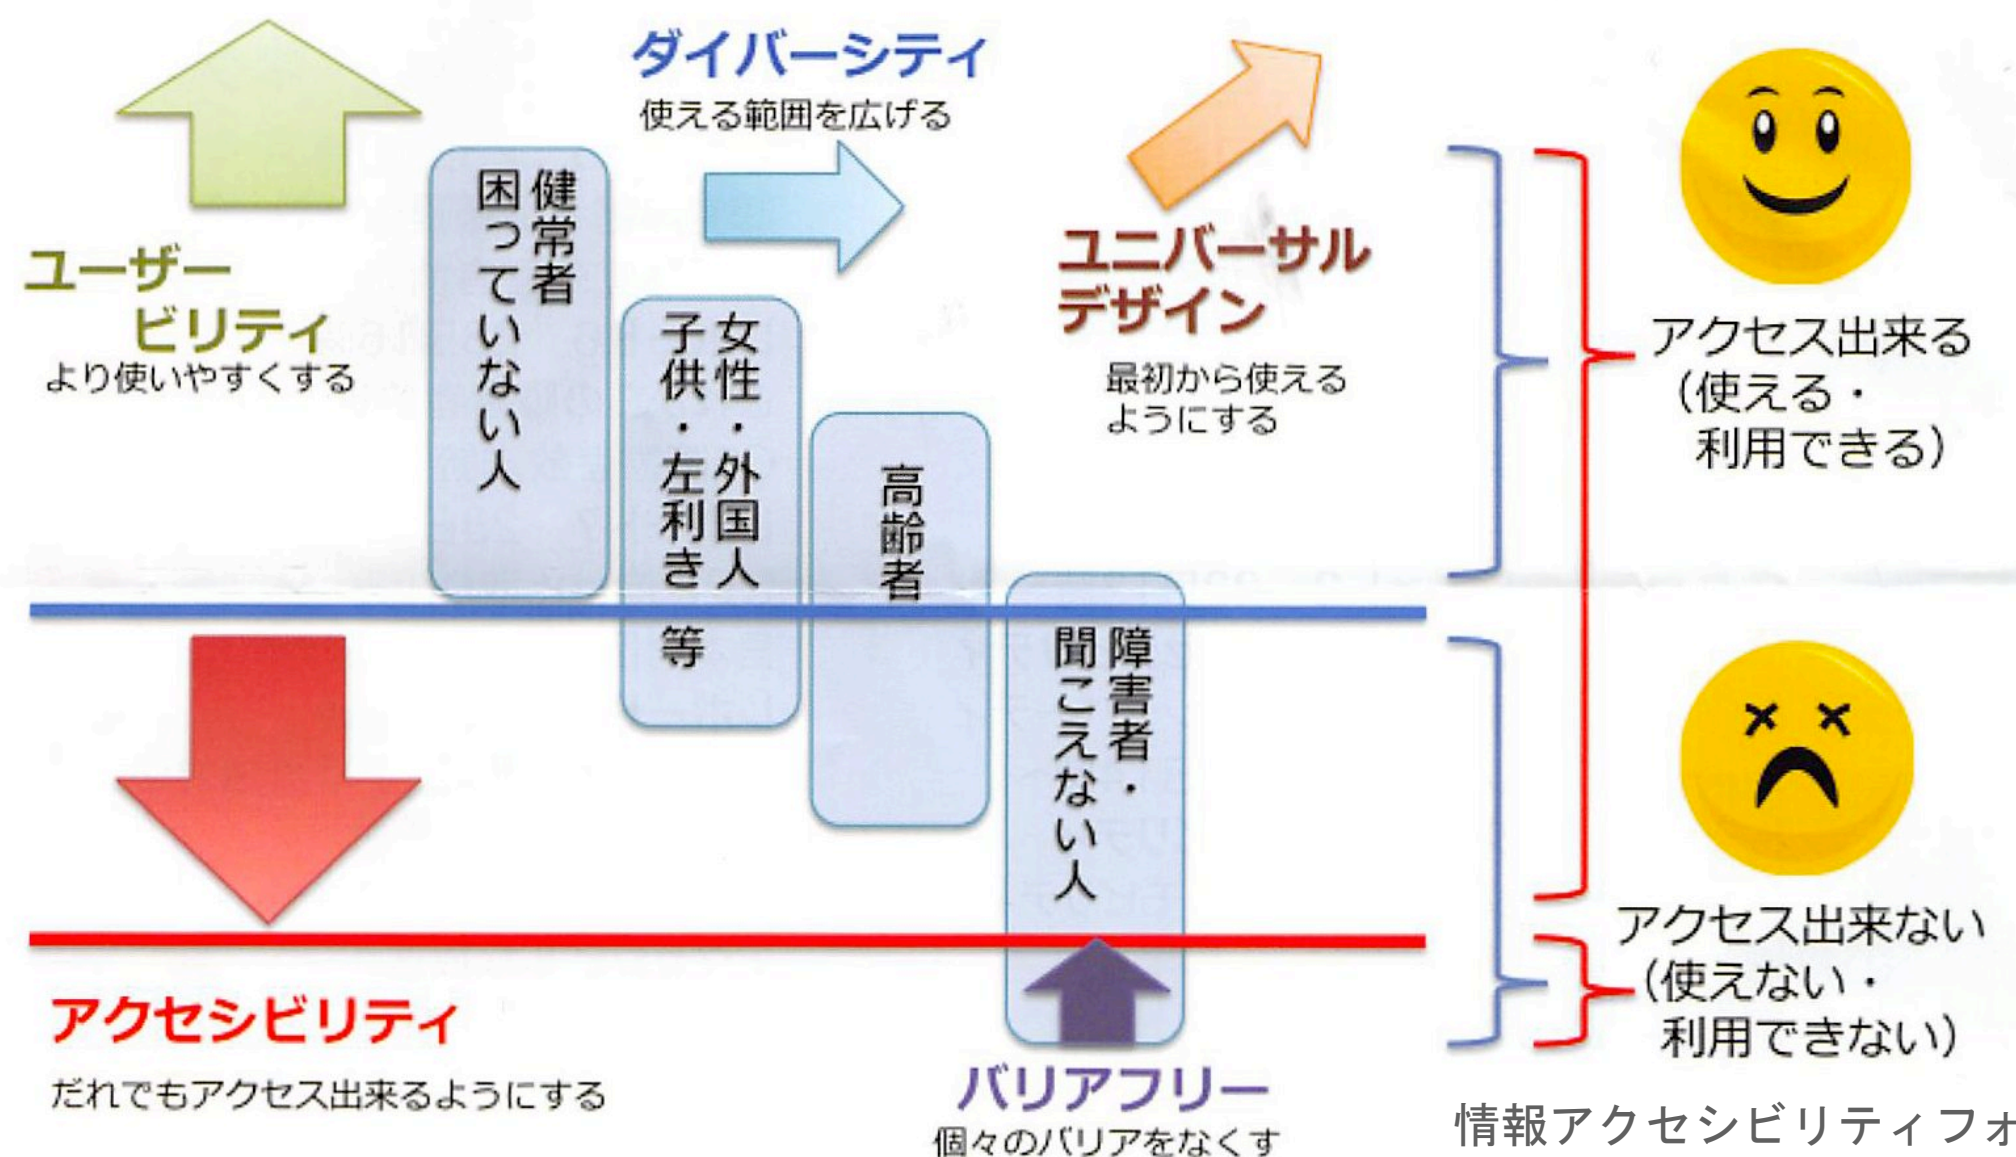 ダイバーシティ
使える範囲を広げる
ユーザー
ビリティ
より使いやすくする
健常者
困っていない人
女性・外国人
子供・左利き 等
高齢者
障害者・
聞こえない人
ユニバーサル
デザイン
最初から使える
ようにする
アクセス出来る
(使える・
利用できる)
アクセス出来ない
(使えない・
利用できない)
アクセシビリティ
だれでもアクセス出来るようにする
バリアフリー
個々のバリアをなくす
情報アクセシビリティフォ